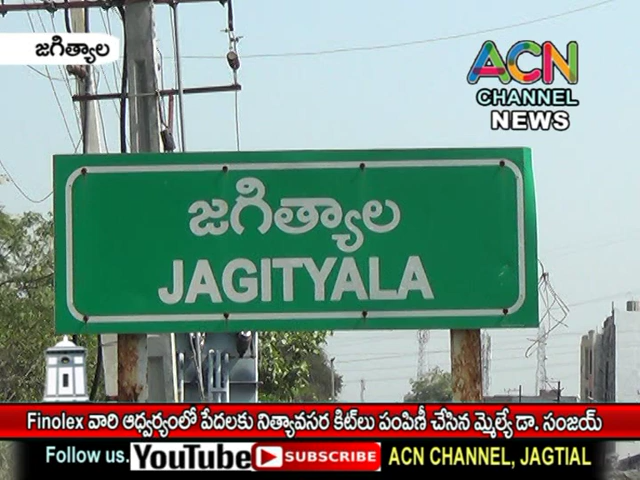 జగిత్యాల
ACN
CHANNEL
NEWS
జగిత్యాల
JAGITYALA
Finolex వారి ఆధ్వర్యంలో పేదలకు నిత్యావసర కిట్‌లు పంపిణీ చేసిన మ్మెల్యే డా. సంజయ్
Follow us. YouTube SUBSCRIBE ACN CHANNEL, JAGTIAL